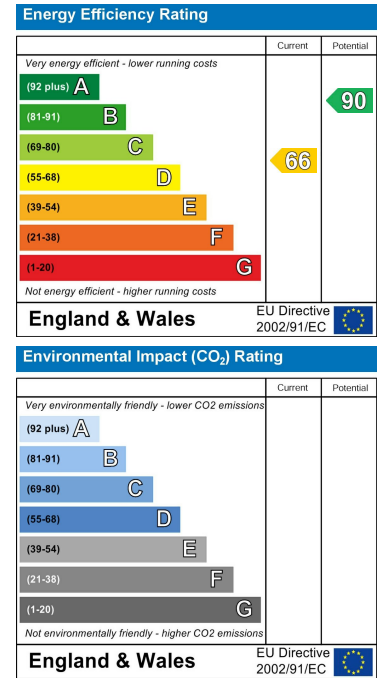 Energy Efficiency Rating
Current Potential
Very energy efficient - lower running costs
(92 plus) A
(81-91) B
(69-80) C
(55-68) D
(39-54) E
(21-38) F
(1-20) G
90
66
Not energy efficient - higher running costs
England & Wales
EU Directive
2002/91/EC
Environmental Impact (CO₂) Rating
Current Potential
Very environmentally friendly - lower CO2 emissions
(92 plus) A
(81-91) B
(69-80) C
(55-68) D
(39-54) E
(21-38) F
(1-20) G
Not environmentally friendly - higher CO2 emissions
England & Wales
EU Directive
2002/91/EC